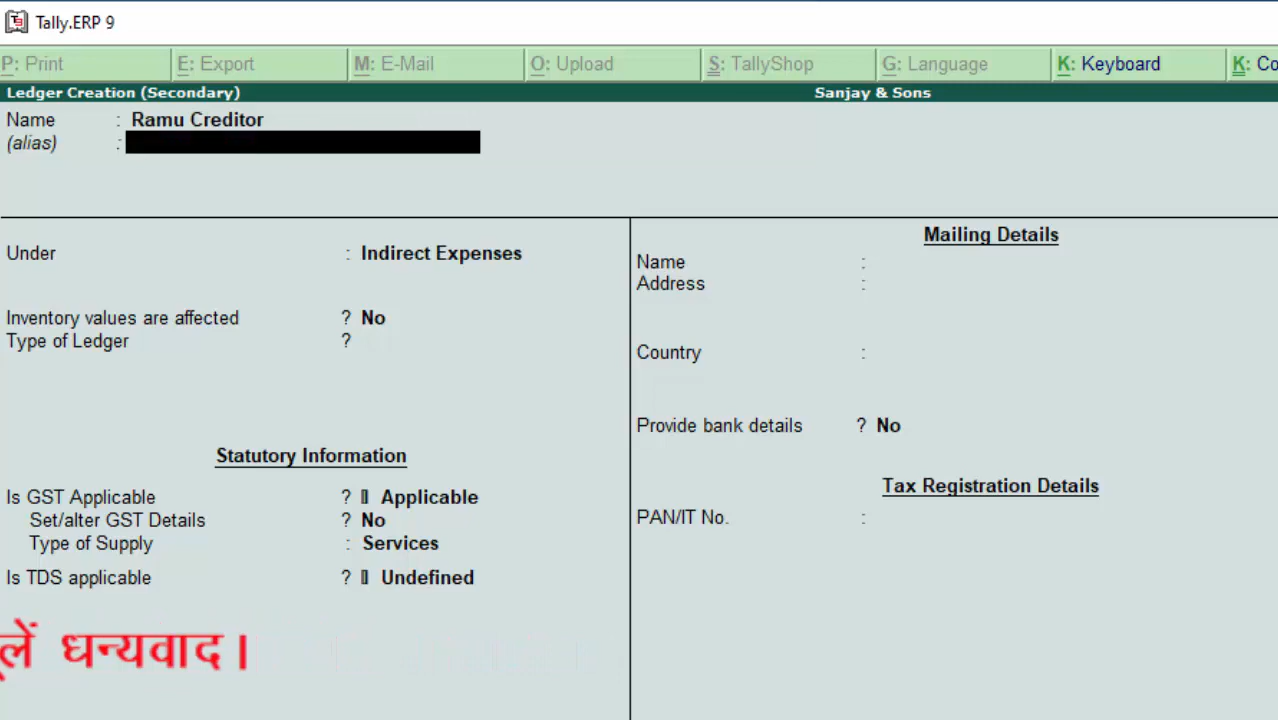 Tally.ERP 9
P: Print E: Export M: E-Mail O: Upload S: TallyShop G: Language K: Keyboard K: Co
Ledger Creation (Secondary) Sanjay & Sons
Name : Ramu Creditor
(alias) :
Under : Indirect Expenses
Inventory values are affected ? No
Type of Ledger ?
Statutory Information
Is GST Applicable ? Applicable
Set/alter GST Details ? No
Type of Supply : Services
Is TDS applicable ? Undefined
Mailing Details
Name :
Address :
Country :
Provide bank details ? No
Tax Registration Details
PAN/IT No. :
धन्यवाद।